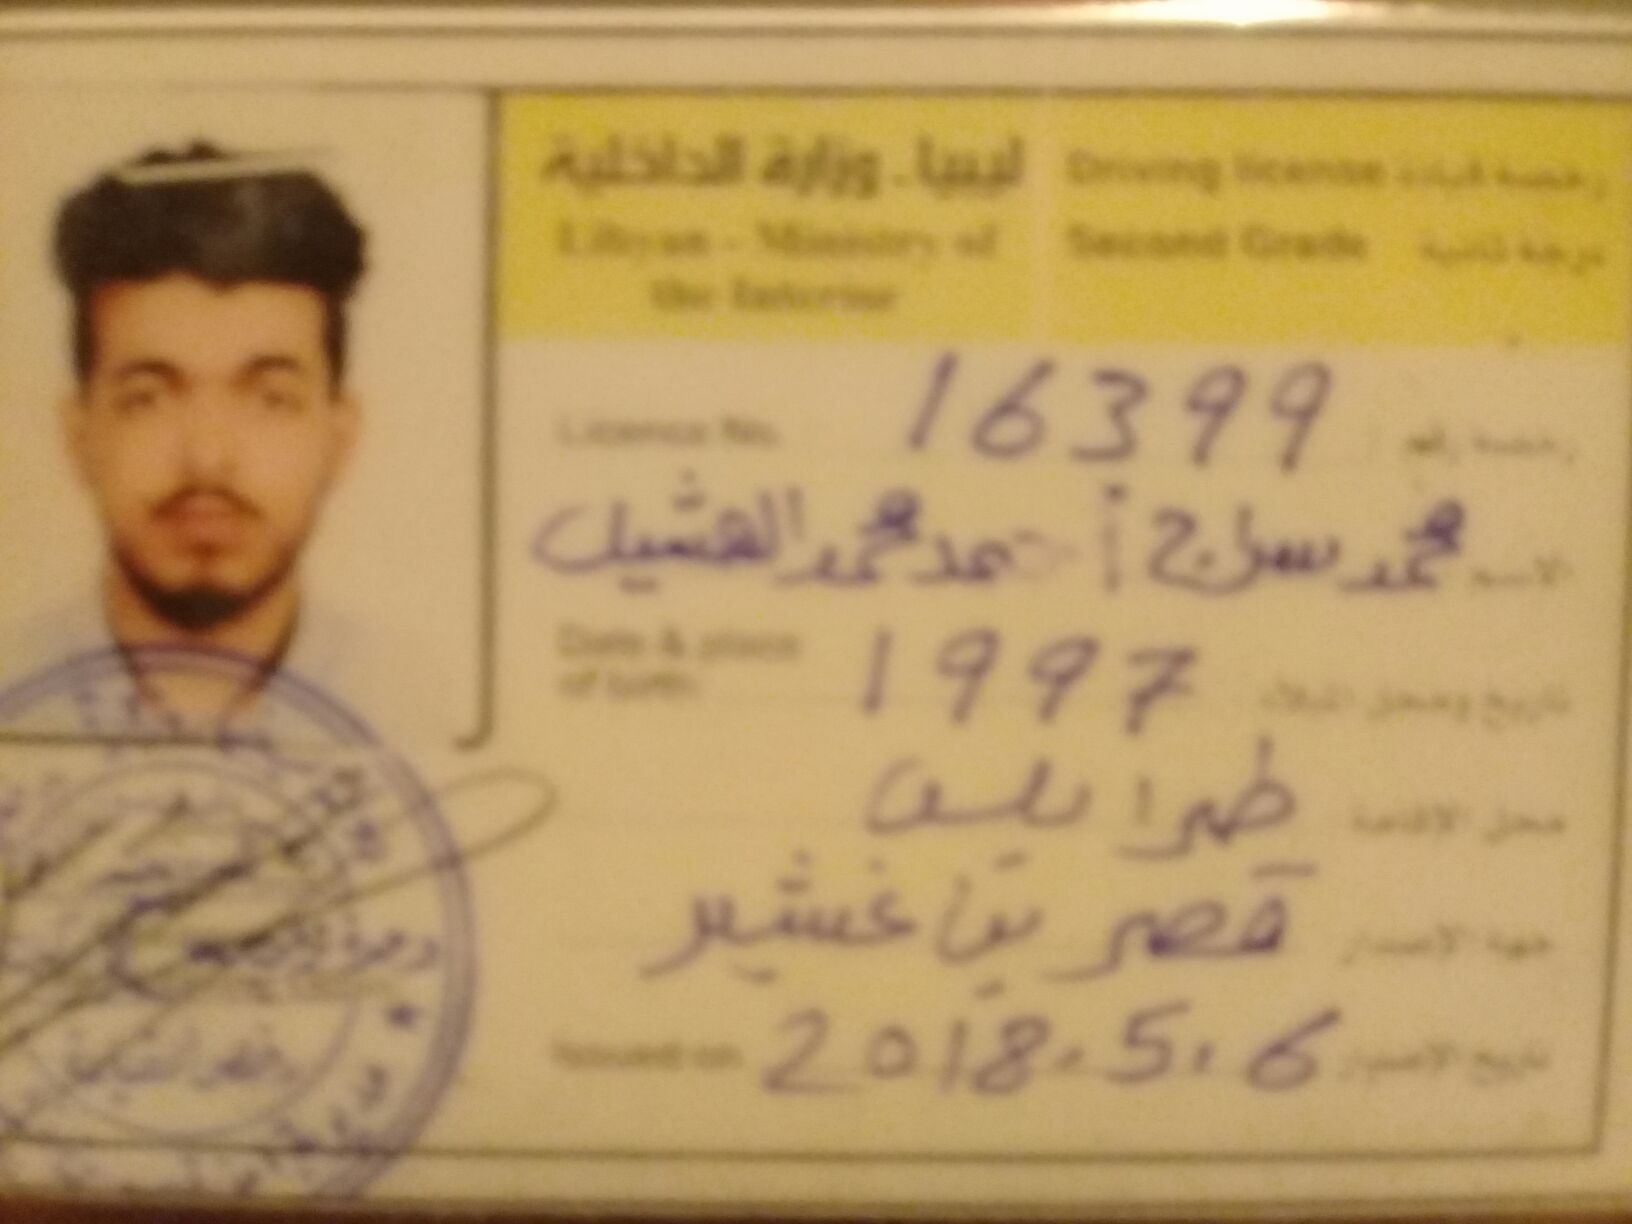 ليبيا - وزارة الداخلية
Libyan - Ministry of
the Interior
Driving license رخصة قيادة
Second Grade درجة ثانية
Licence No. 16399 رخصة رقم
الاسم محمد سراج أحمد محمد الهشيل
Date & place of birth 1997 تاريخ ومحل الميلاد
محل الإقامة طرابلس
جهة الإصدار قصر بن غشير
Issued on 2018.5.6 تاريخ الإصدار